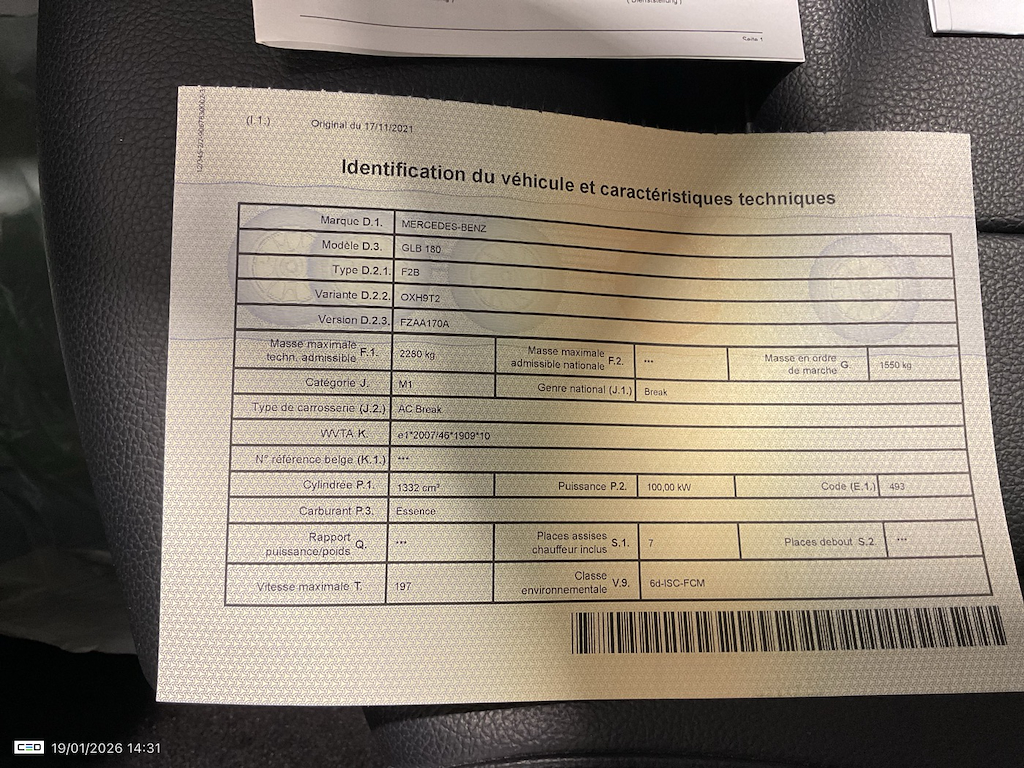 ( Dienststellung )
Seite 1
(I 1.)
Original du 17/11/2021
Identification du véhicule et caractéristiques techniques
Marque D.1. MERCEDES-BENZ
Modèle D.3. GLB 180
Type D.2.1. F2B
Variante D.2.2. OXH9T2
Version D.2.3. FZAA170A
Masse maximale techn. admissible F.1. 2280 kg Masse maximale admissible nationale F.2. *** Masse en ordre de marche G. 1550 kg
Catégorie J. M1 Genre national (J.1.) Break
Type de carrosserie (J.2.) AC Break
WVTA K. e1*2007/46*1909*10
N° référence belge (K.1.) ***
Cylindrée P.1. 1332 cm³ Puissance P.2. 100,00 kW Code (E.1.) 493
Carburant P.3. Essence
Rapport puissance/poids Q. *** Places assises chauffeur inclus S.1. 7 Places debout S.2. ***
Vitesse maximale T. 197 Classe environnementale V.9. 6d-ISC-FCM
CEO 19/01/2026 14:31